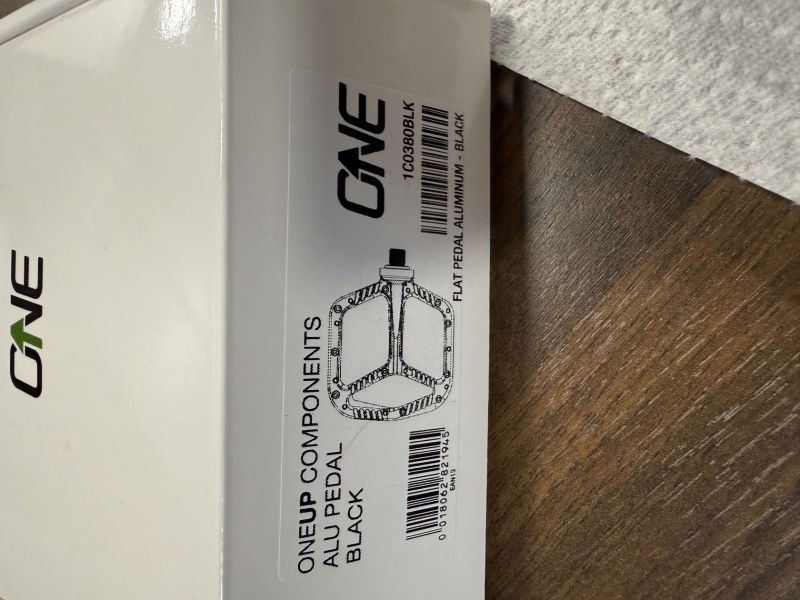 ONE
ONEUP COMPONENTS
ALU PEDAL
BLACK
ONE
1C0380BLK
FLAT PEDAL ALUMINUM - BLACK
0 018062 821945
EAN13